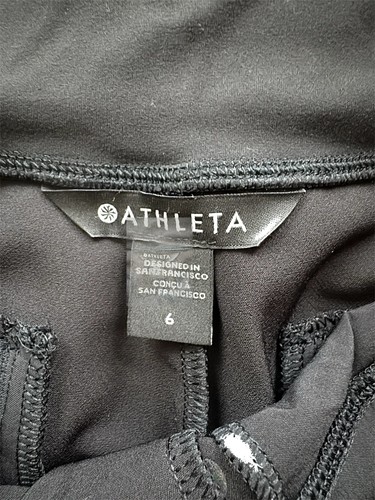 ATHLETA
ATHLETA
DESIGNED IN
SAN FRANCISCO
CONÇU À
SAN FRANCISCO
6